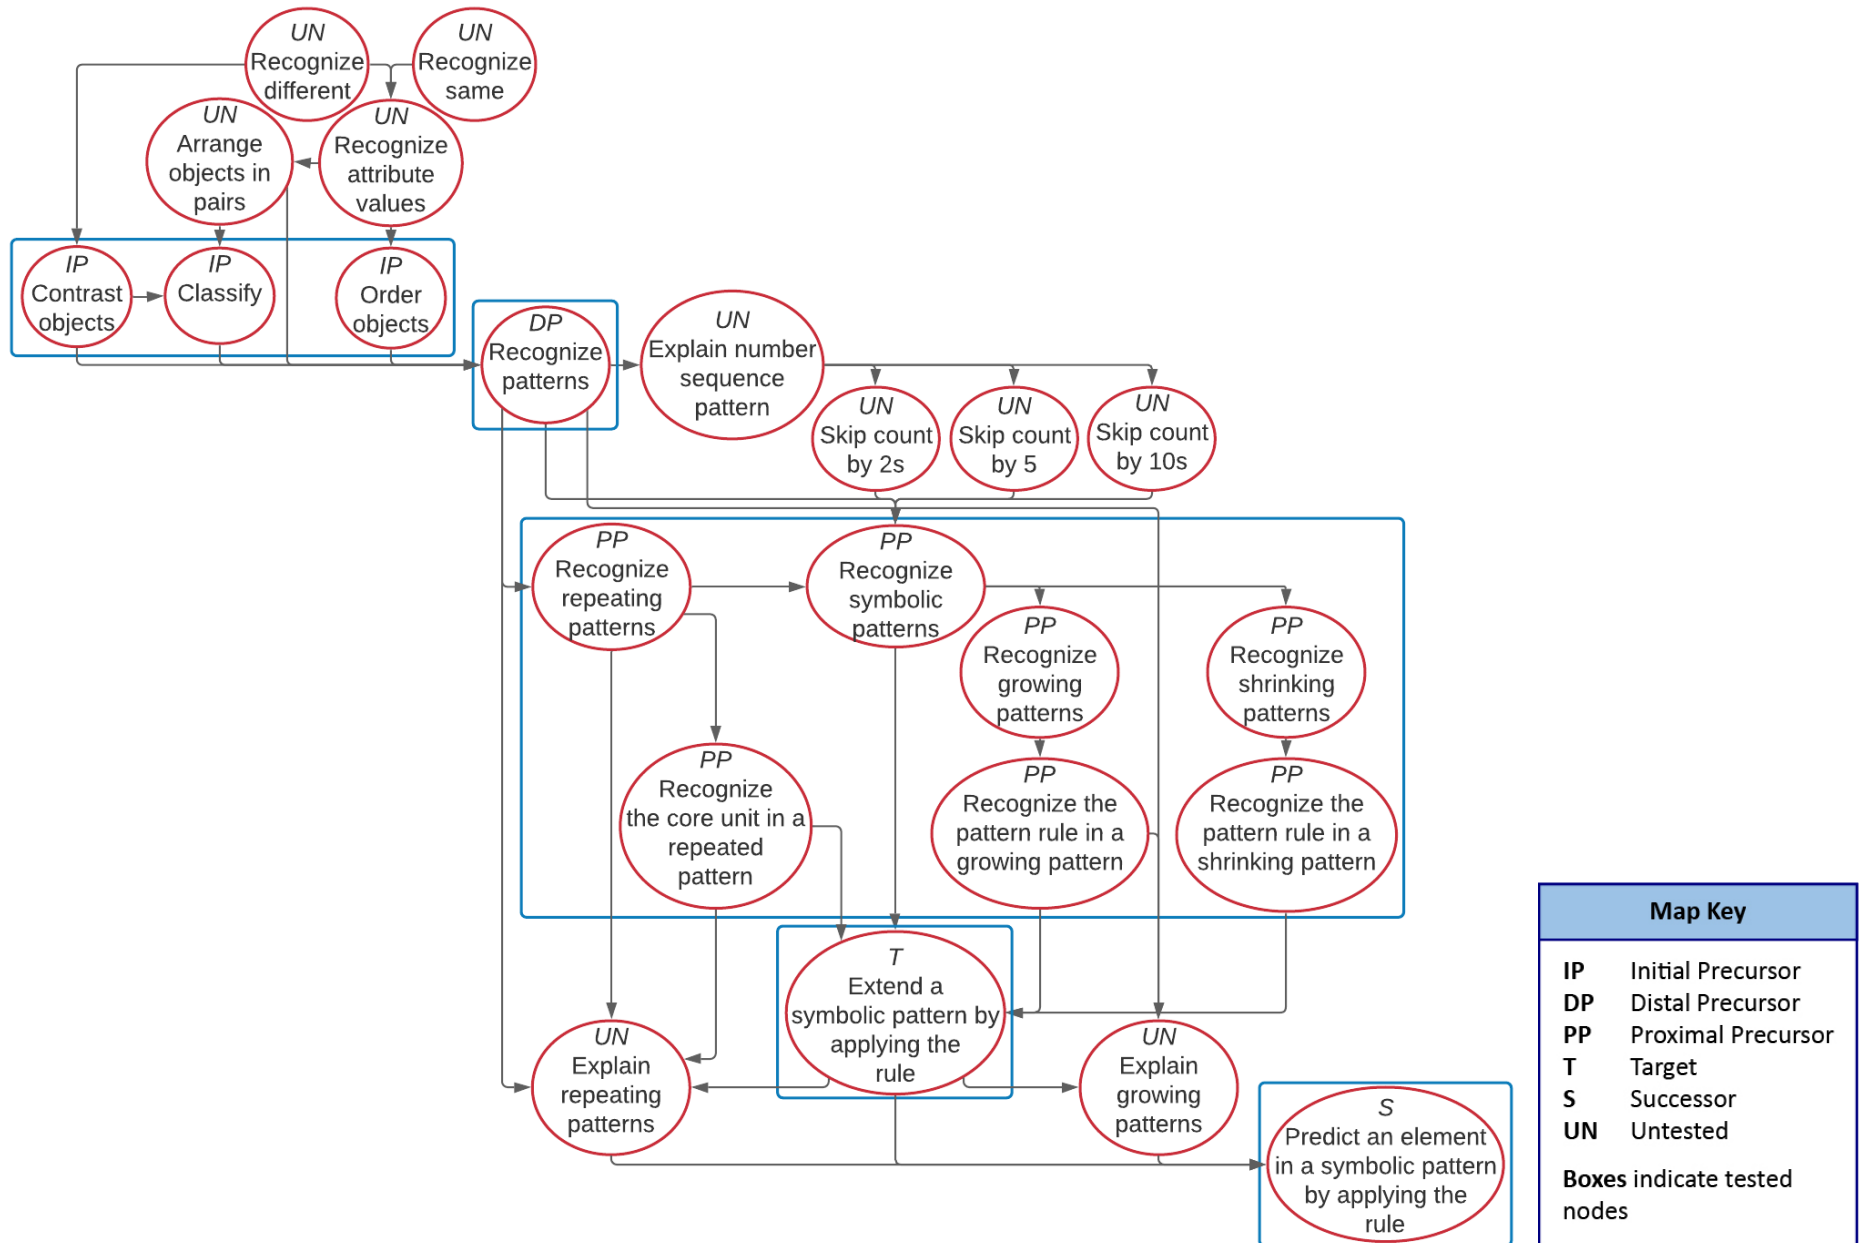 UN
Recognize
different
UN
Recognize
same
UN
Arrange
objects in
pairs
UN
Recognize
attribute
values
IP
Contrast
objects
IP
Classify
IP
Order
objects
DP
Recognize
patterns
UN
Explain number
sequence
pattern
UN
Skip count
by 2s
UN
Skip count
by 5
UN
Skip count
by 10s
PP
Recognize
repeating
patterns
PP
Recognize
symbolic
patterns
PP
Recognize
growing
patterns
PP
Recognize
shrinking
patterns
PP
Recognize
the core unit in a
repeated
pattern
PP
Recognize the
pattern rule in a
growing pattern
PP
Recognize the
pattern rule in a
shrinking pattern
T
Extend a
symbolic pattern by
applying the
rule
UN
Explain
repeating
patterns
UN
Explain
growing
patterns
S
Predict an element
in a symbolic pattern
by applying the
rule
Map Key
IP Initial Precursor
DP Distal Precursor
PP Proximal Precursor
T Target
S Successor
UN Untested
Boxes indicate tested
nodes